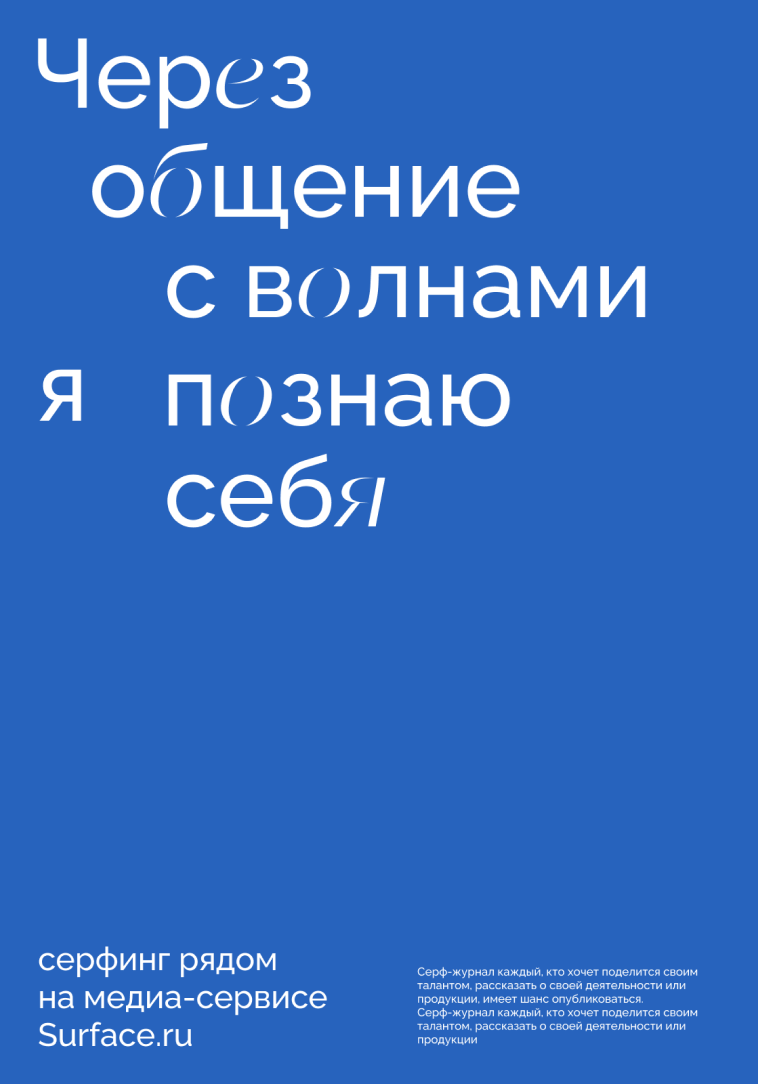 Через
общение
с волнами
я познаю
себя
серфинг рядом
на медиа-сервисе
Surface.ru
Серф-журнал каждый, кто хочет поделится своим
талантом, рассказать о своей деятельности или
продукции, имеет шанс опубликоваться.
Серф-журнал каждый, кто хочет поделится своим
талантом, рассказать о своей деятельности или
продукции